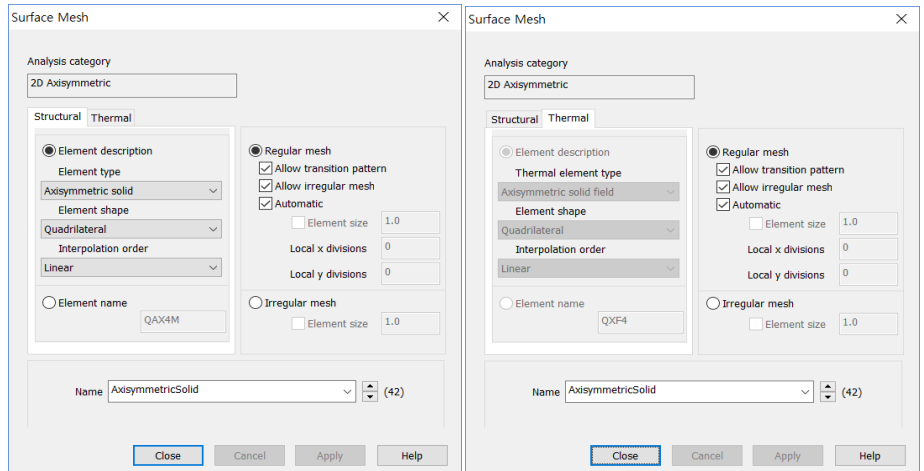 Surface Mesh
Analysis category
2D Axisymmetric
Structural Thermal
Element description
Element type
Axisymmetric solid
Element shape
Quadrilateral
Interpolation order
Linear
Element name
QAX4M
Regular mesh
Allow transition pattern
Allow irregular mesh
Automatic
Element size 1.0
Local x divisions 0
Local y divisions 0
Irregular mesh
Element size 1.0
Name AxisymmetricSolid (42)
Close Cancel Apply Help
Surface Mesh
Analysis category
2D Axisymmetric
Structural Thermal
Element description
Thermal element type
Axisymmetric solid field
Element shape
Quadrilateral
Interpolation order
Linear
Element name
QXF4
Regular mesh
Allow transition pattern
Allow irregular mesh
Automatic
Element size 1.0
Local x divisions 0
Local y divisions 0
Irregular mesh
Element size 1.0
Name AxisymmetricSolid (42)
Close Cancel Apply Help